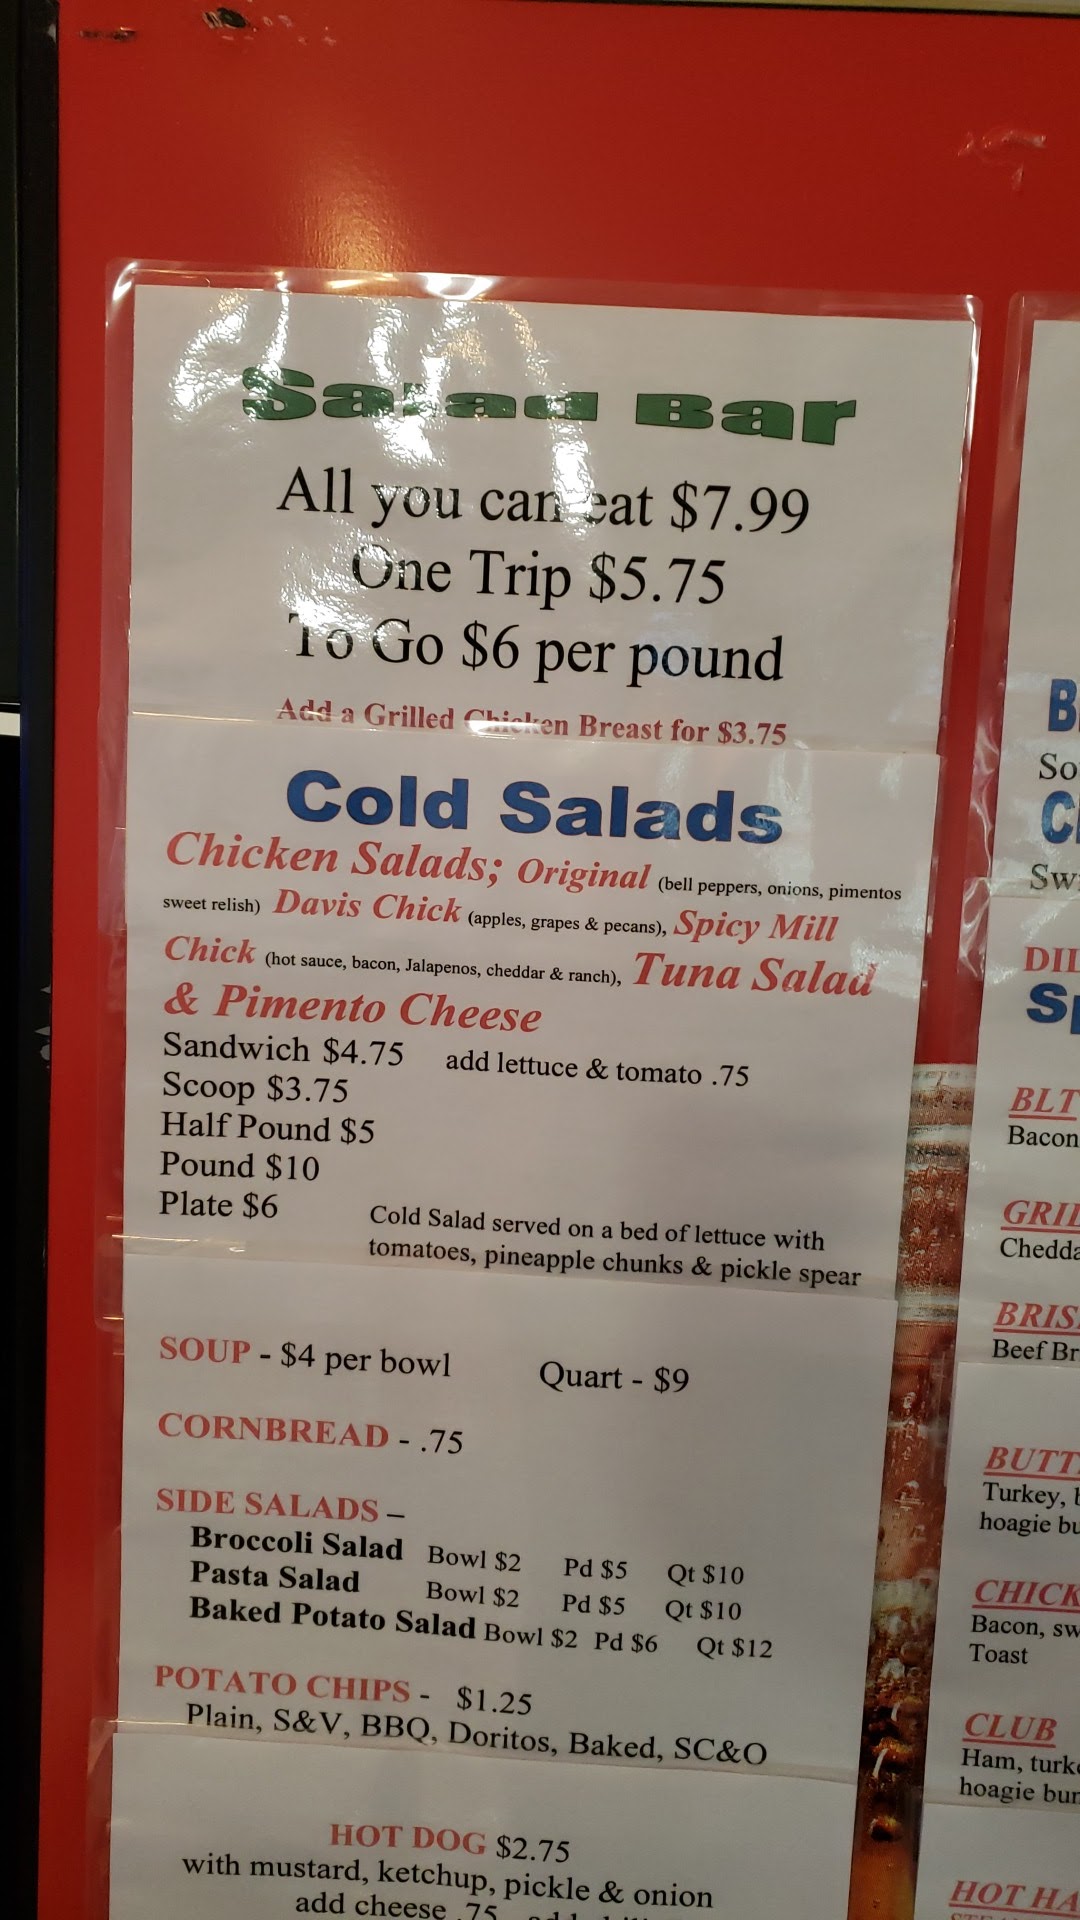 Salad Bar
All you can eat $7.99
One Trip $5.75
To Go $6 per pound
Add a Grilled Chicken Breast for $3.75
Cold Salads
Chicken Salads; Original (bell peppers, onions, pimentos
sweet relish) Davis Chick (apples, grapes & pecans), Spicy Mill
Chick (hot sauce, bacon, Jalapenos, cheddar & ranch), Tuna Salad
& Pimento Cheese
Sandwich $4.75 add lettuce & tomato .75
Scoop $3.75
Half Pound $5
Pound $10
Plate $6 Cold Salad served on a bed of lettuce with
tomatoes, pineapple chunks & pickle spear
SOUP - $4 per bowl Quart - $9
CORNBREAD - .75
SIDE SALADS –
Broccoli Salad Bowl $2 Pd $5 Qt $10
Pasta Salad Bowl $2 Pd $5 Qt $10
Baked Potato Salad Bowl $2 Pd $6 Qt $12
POTATO CHIPS - $1.25
Plain, S&V, BBQ, Doritos, Baked, SC&O
HOT DOG $2.75
with mustard, ketchup, pickle & onion
add cheese .75
BLT
Bacon
BRIS
Beef Br
Turkey,
hoagie bu
CHICK
Bacon, sw
Toast
CLUB
Ham, turk
hoagie bun
HOT HA